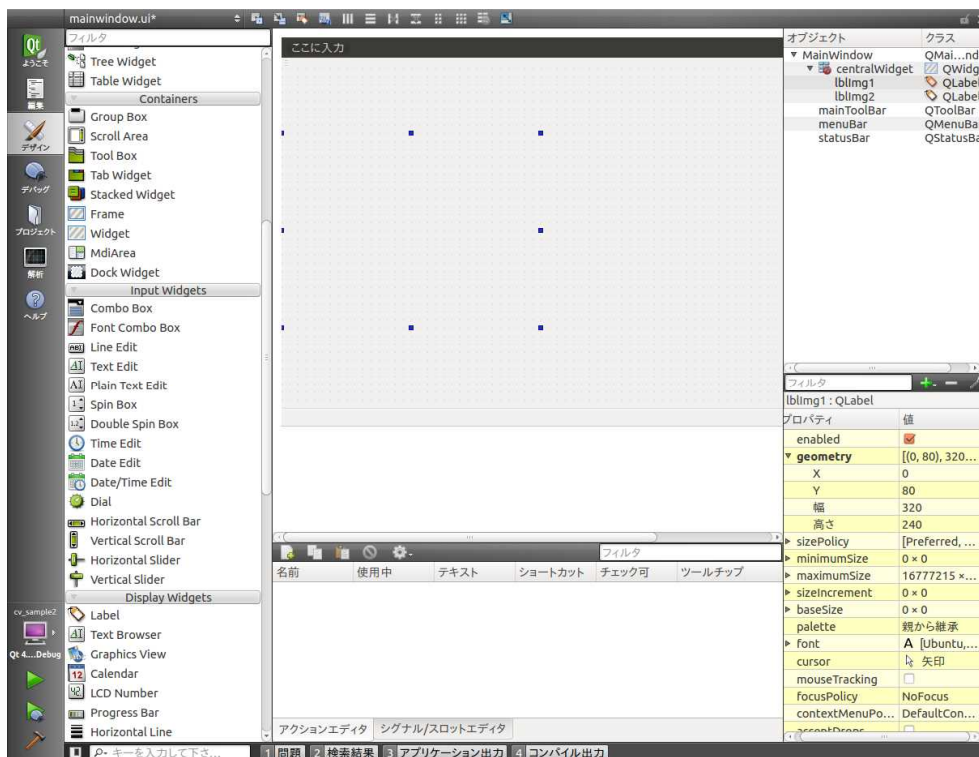 mainwindow.ui*
Qt
ようこそ
編集
デザイン
デバッグ
プロジェクト
解析
ヘルプ
cv_sample2
Qt 4....Debug
フィルタ
Tree Widget
Table Widget
Containers
Group Box
Scroll Area
Tool Box
Tab Widget
Stacked Widget
Frame
Widget
MdiArea
Dock Widget
Input Widgets
Combo Box
Font Combo Box
Line Edit
Text Edit
Plain Text Edit
Spin Box
Double Spin Box
Time Edit
Date Edit
Date/Time Edit
Dial
Horizontal Scroll Bar
Vertical Scroll Bar
Horizontal Slider
Vertical Slider
Display Widgets
Label
Text Browser
Graphics View
Calendar
LCD Number
Progress Bar
Horizontal Line
ここに入力
フィルタ
名前 使用中 テキスト ショートカット チェック可 ツールチップ
アクションエディタ シグナル/スロットエディタ
オブジェクト クラス
MainWindow QMai...nd
centralWidget QWidg
lblImg1 QLabel
lblImg2 QLabel
mainToolBar QToolBar
menuBar QMenuBa
statusBar QStatusBa
フィルタ
lblImg1 : QLabel
プロパティ 値
enabled
geometry [(0, 80), 320...
X 0
Y 80
幅 320
高さ 240
sizePolicy [Preferred, ...
minimumSize 0 × 0
maximumSize 16777215 ×...
sizeIncrement 0 × 0
baseSize 0 × 0
palette 親から継承
font A [Ubuntu,...
cursor 矢印
mouseTracking
focusPolicy NoFocus
contextMenuPo... DefaultCon...
acceptDrops
キーを入力して下さ...
1 問題 2 検索結果 3 アプリケーション出力 4 コンパイル出力